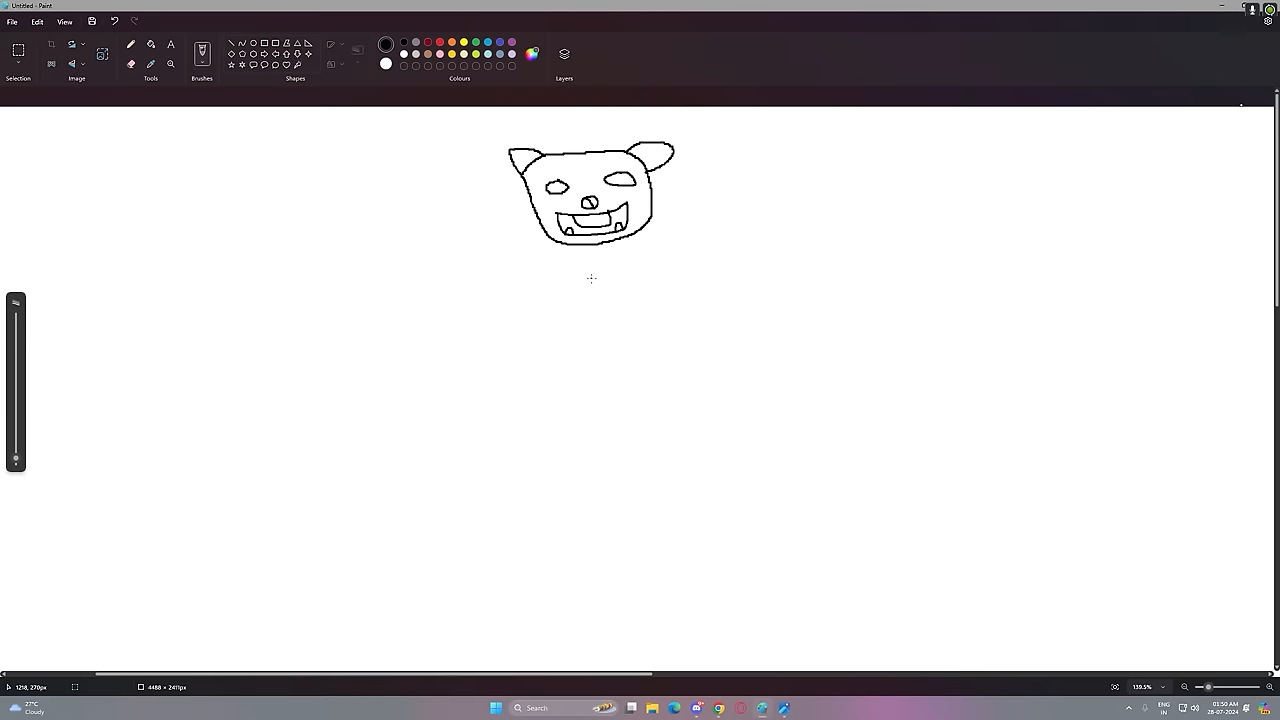 Untitled - Paint
File Edit View
Selection Image Tools Brushes Shapes Colours Layers
1218, 270px 4488 × 2411px 139.5%
27°C
Cloudy
Search
ENG
IN
01:50 AM
28-07-2024